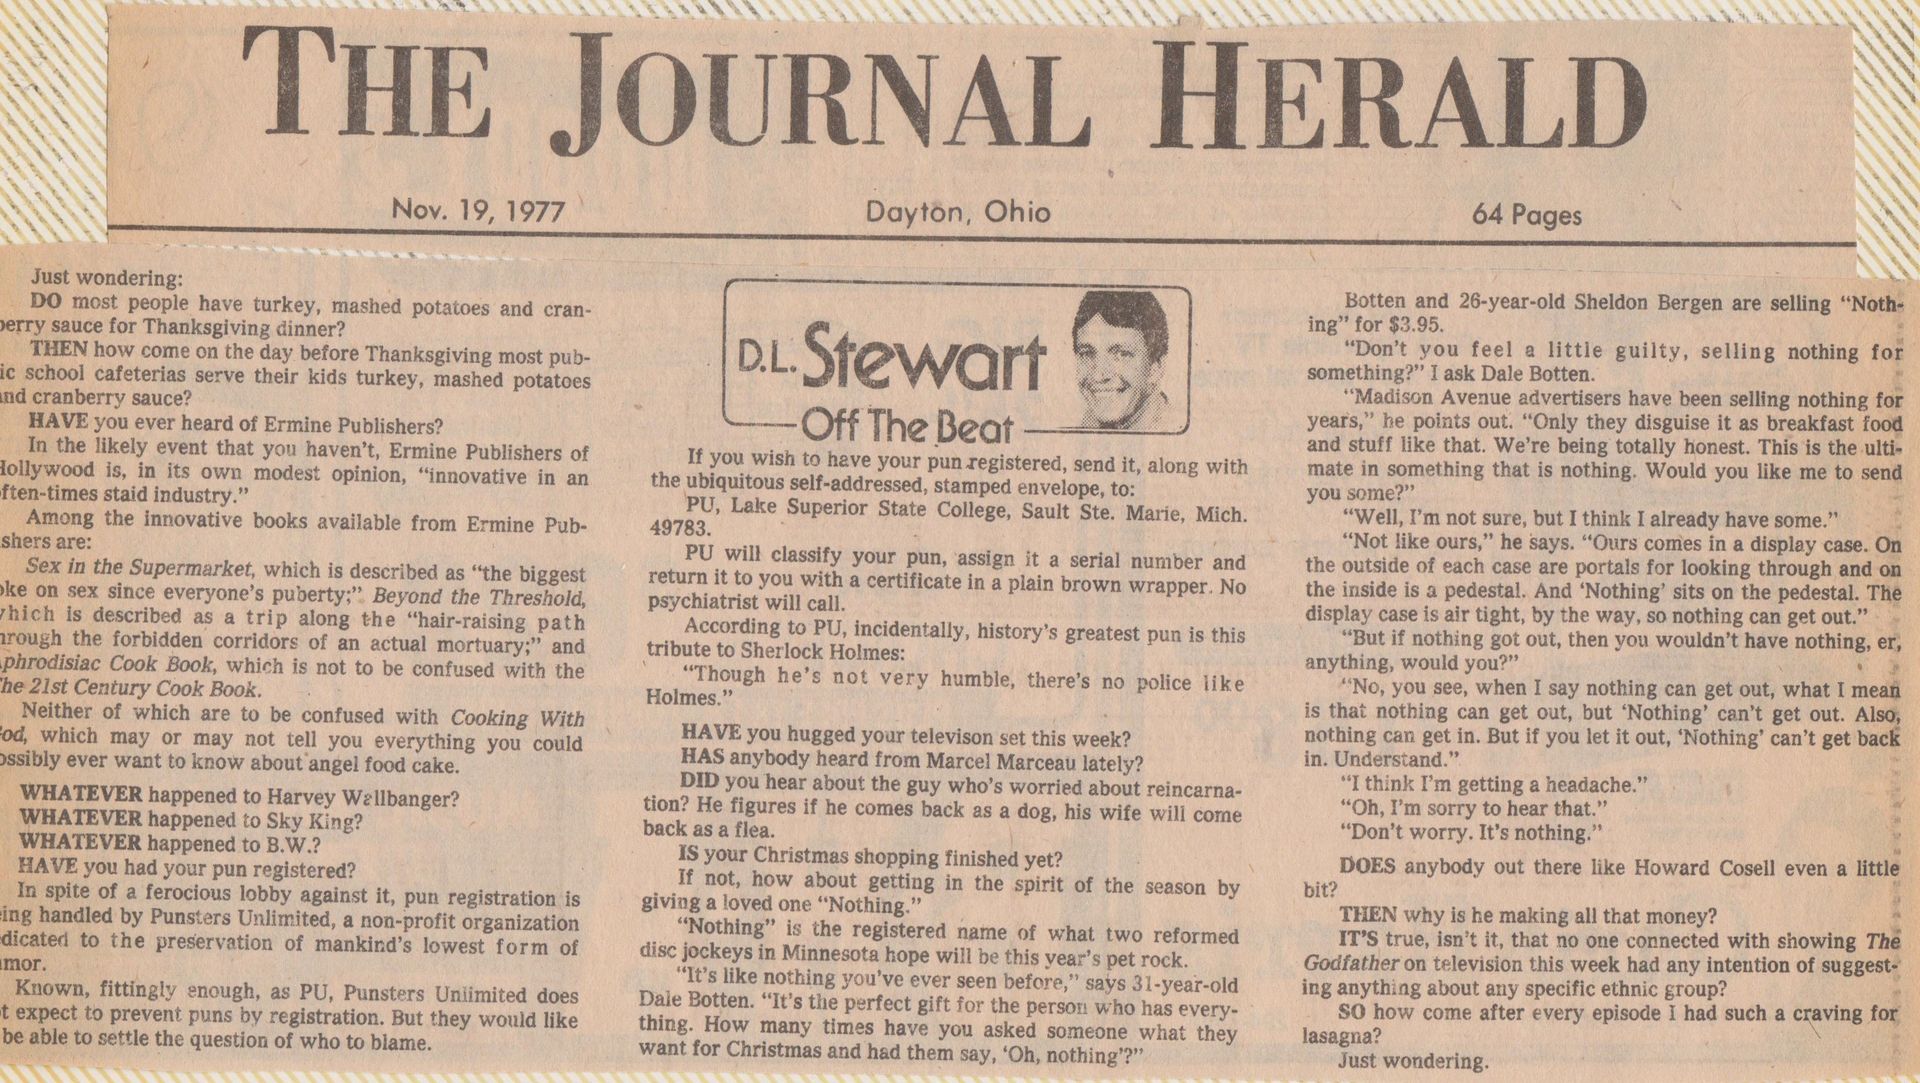 THE JOURNAL HERALD
Nov. 19, 1977
Dayton, Ohio
64 Pages
Just wondering:
DO most people have turkey, mashed potatoes and cran-
berry sauce for Thanksgiving dinner?
THEN how come on the day before Thanksgiving most pub-
ic school cafeterias serve their kids turkey, mashed potatoes
and cranberry sauce?
HAVE you ever heard of Ermine Publishers?
In the likely event that you haven't, Ermine Publishers of
Hollywood is, in its own modest opinion, "innovative in an
often-times staid industry."
Among the innovative books available from Ermine Pub-
ishers are:
Sex in the Supermarket, which is described as "the biggest
oke on sex since everyone's puberty;" Beyond the Threshold,
which is described as a trip along the "hair-raising path
hrough the forbidden corridors of an actual mortuary;" and
Aphrodisiac Cook Book, which is not to be confused with the
The 21st Century Cook Book.
Neither of which are to be confused with Cooking With
God, which may or may not tell you everything you could
ossibly ever want to know about angel food cake.
WHATEVER happened to Harvey Wallbanger?
WHATEVER happened to Sky King?
WHATEVER happened to B.W.?
HAVE you had your pun registered?
In spite of a ferocious lobby against it, pun registration is
eing handled by Punsters Unlimited, a non-profit organization
edicated to the preservation of mankind's lowest form of
umor.
Known, fittingly enough, as PU, Punsters Unlimited does
ot expect to prevent puns by registration. But they would like
be able to settle the question of who to blame.
D.L. Stewart
Off The Beat
If you wish to have your pun registered, send it, along with
the ubiquitous self-addressed, stamped envelope, to:
PU, Lake Superior State College, Sault Ste. Marie, Mich.
49783.
PU will classify your pun, assign it a serial number and
return it to you with a certificate in a plain brown wrapper. No
psychiatrist will call.
According to PU, incidentally, history's greatest pun is this
tribute to Sherlock Holmes:
"Though he's not very humble, there's no police like
Holmes."
HAVE you hugged your televison set this week?
HAS anybody heard from Marcel Marceau lately?
DID you hear about the guy who's worried about reincarna-
tion? He figures if he comes back as a dog, his wife will come
back as a flea.
IS your Christmas shopping finished yet?
If not, how about getting in the spirit of the season by
giving a loved one "Nothing."
"Nothing" is the registered name of what two reformed
disc jockeys in Minnesota hope will be this year's pet rock.
"It's like nothing you've ever seen before," says 31-year-old
Dale Botten. "It's the perfect gift for the person who has every-
thing. How many times have you asked someone what they
want for Christmas and had them say, 'Oh, nothing'?"
Botten and 26-year-old Sheldon Bergen are selling "Noth-
ing" for $3.95.
"Don't you feel a little guilty, selling nothing for
something?" I ask Dale Botten.
"Madison Avenue advertisers have been selling nothing for
years," he points out. "Only they disguise it as breakfast food
and stuff like that. We're being totally honest. This is the ulti-
mate in something that is nothing. Would you like me to send
you some?"
"Well, I'm not sure, but I think I already have some."
"Not like ours," he says. "Ours comes in a display case. On
the outside of each case are portals for looking through and on
the inside is a pedestal. And 'Nothing' sits on the pedestal. The
display case is air tight, by the way, so nothing can get out."
"But if nothing got out, then you wouldn't have nothing, er,
anything, would you?"
"No, you see, when I say nothing can get out, what I mean
is that nothing can get out, but 'Nothing' can't get out. Also,
nothing can get in. But if you let it out, 'Nothing' can't get back
in. Understand."
"I think I'm getting a headache."
"Oh, I'm sorry to hear that."
"Don't worry. It's nothing."
DOES anybody out there like Howard Cosell even a little
bit?
THEN why is he making all that money?
IT'S true, isn't it, that no one connected with showing The
Godfather on television this week had any intention of suggest-
ing anything about any specific ethnic group?
SO how come after every episode I had such a craving for
lasagna?
Just wondering.